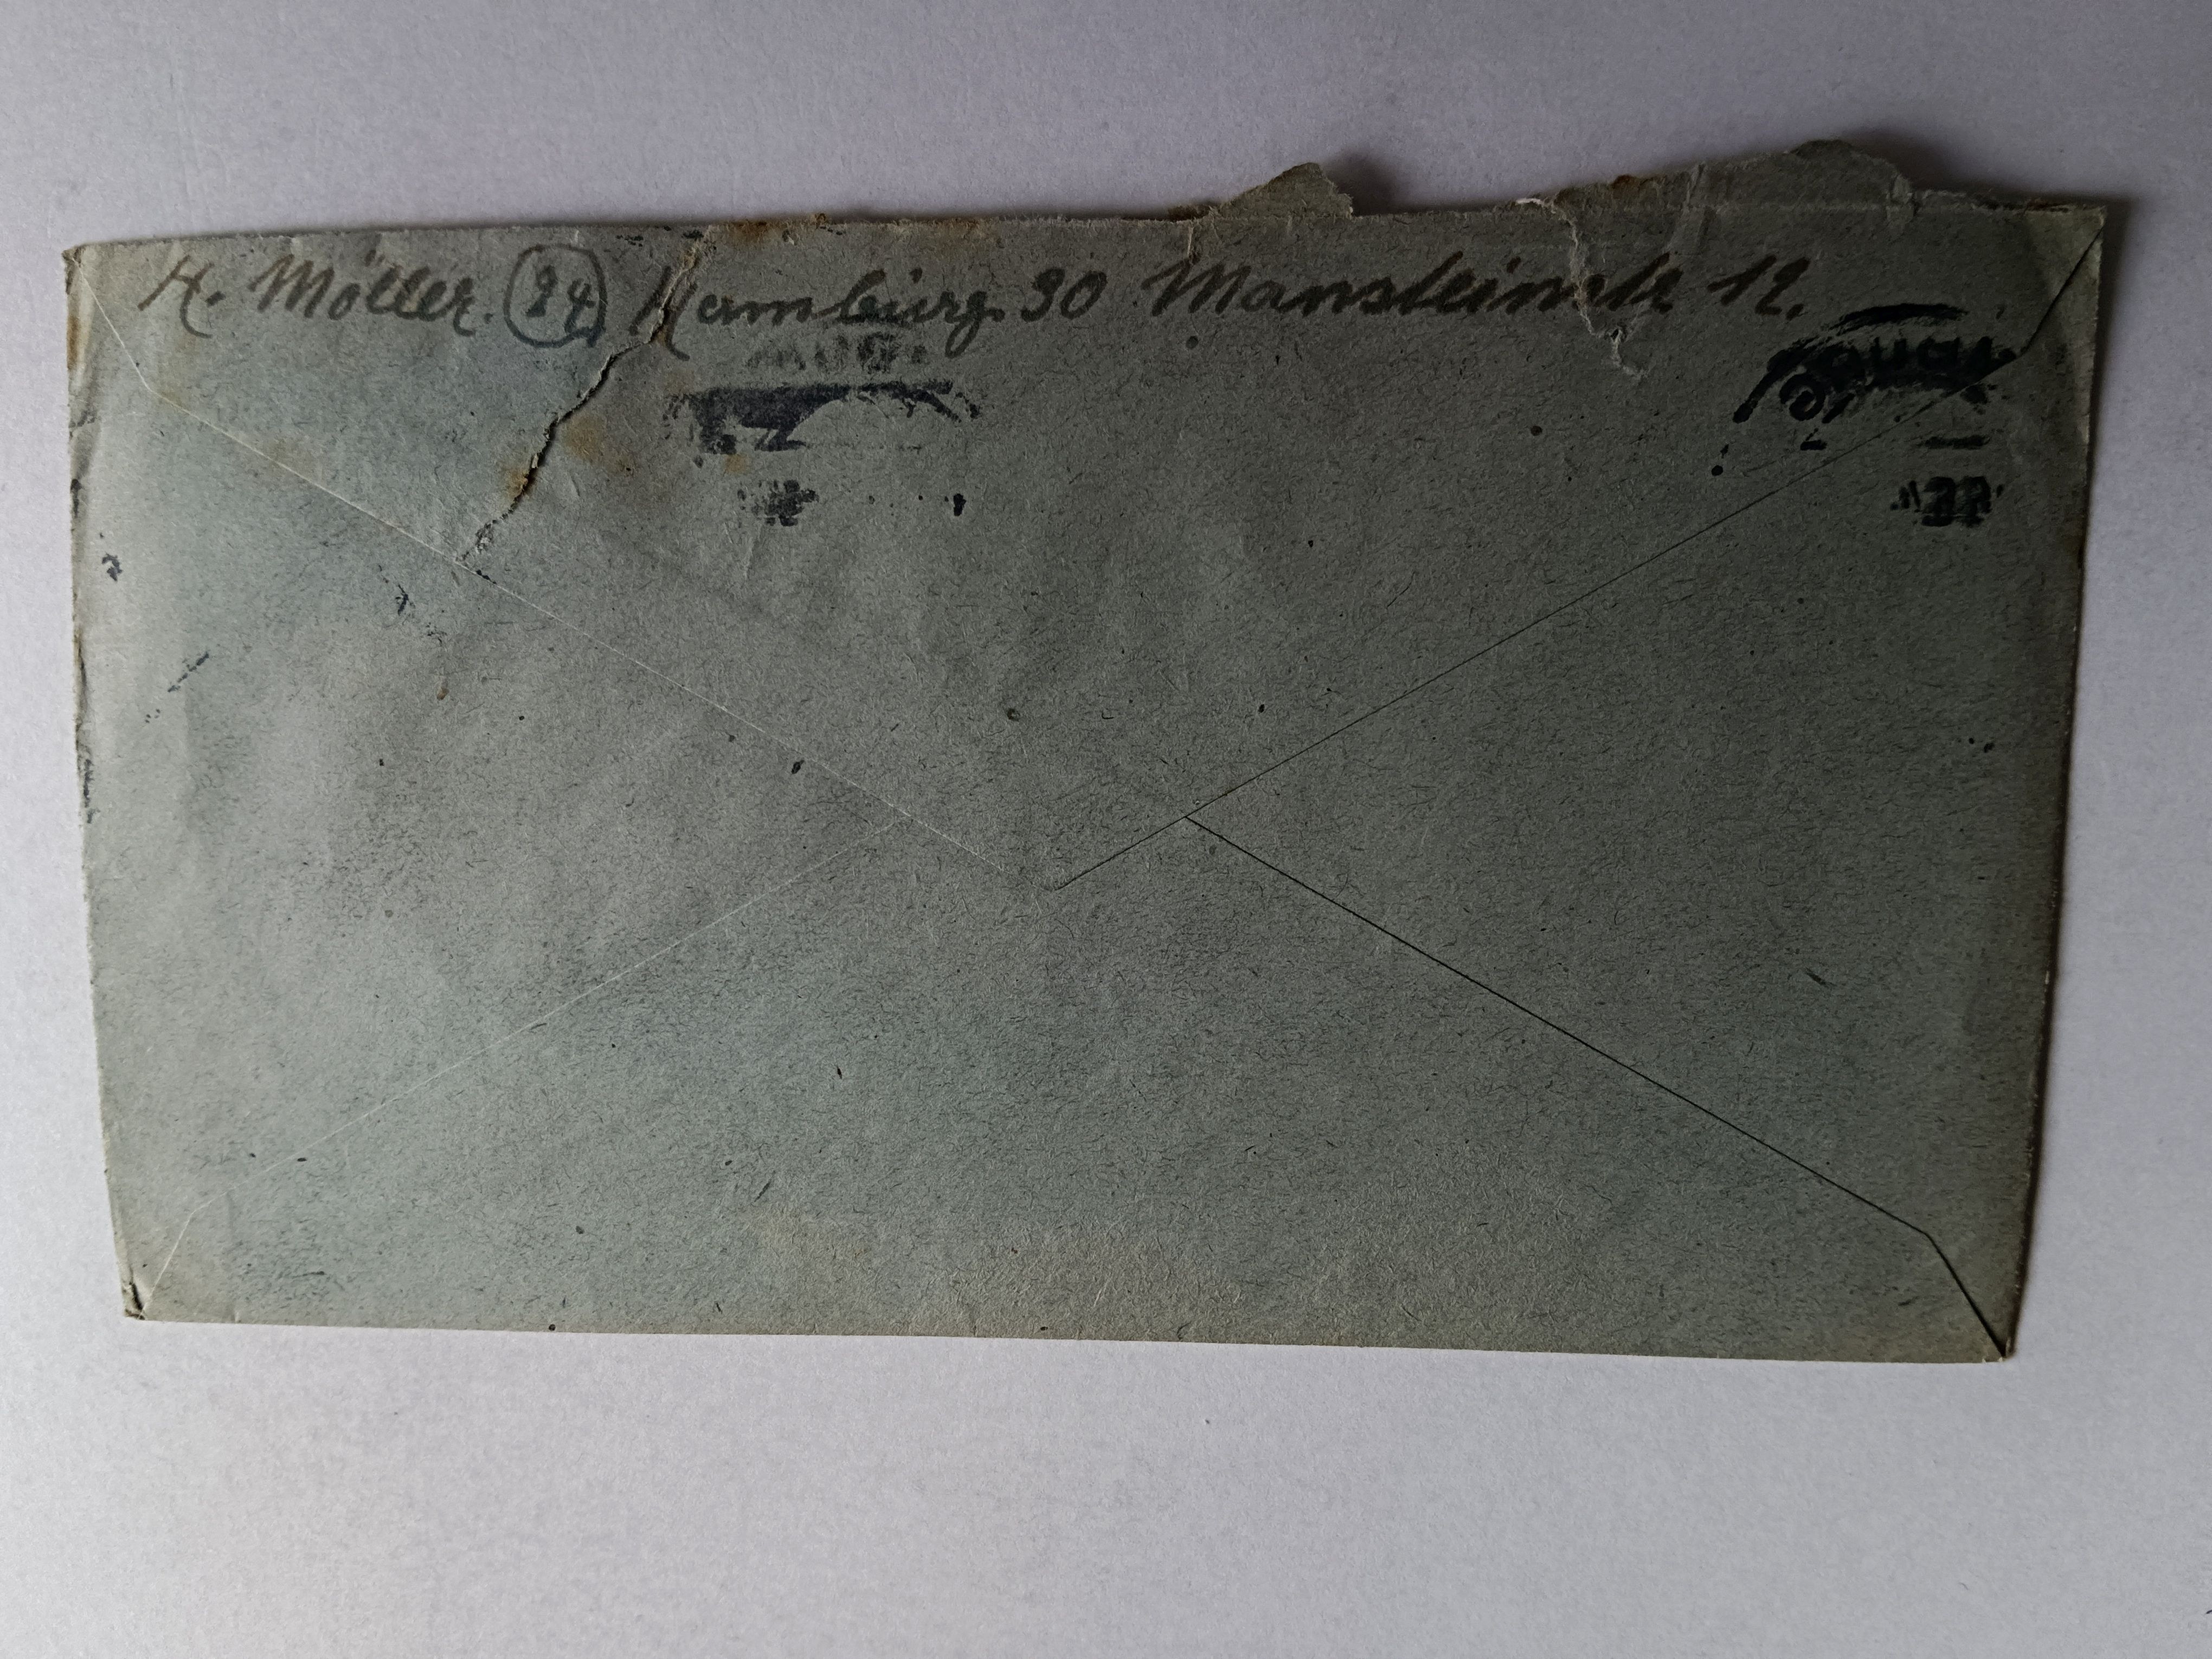 H. Möller. (24) Hamburg. 30 Mansteinstr 12.